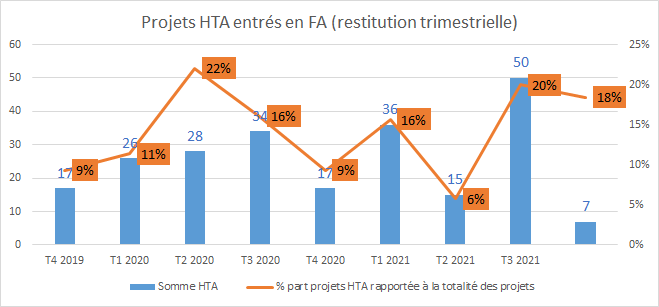 Projets HTA entrés en FA (restitution trimestrielle)
60 25%
50 20%
40 15%
30
20 10%
10 5%
0 0%
17 26 28 34 17 36 15 50 7
9% 11% 22% 16% 9% 16% 6% 20% 18%
T4 2019 T1 2020 T2 2020 T3 2020 T4 2020 T1 2021 T2 2021 T3 2021
Somme HTA % part projets HTA rapportée à la totalité des projets